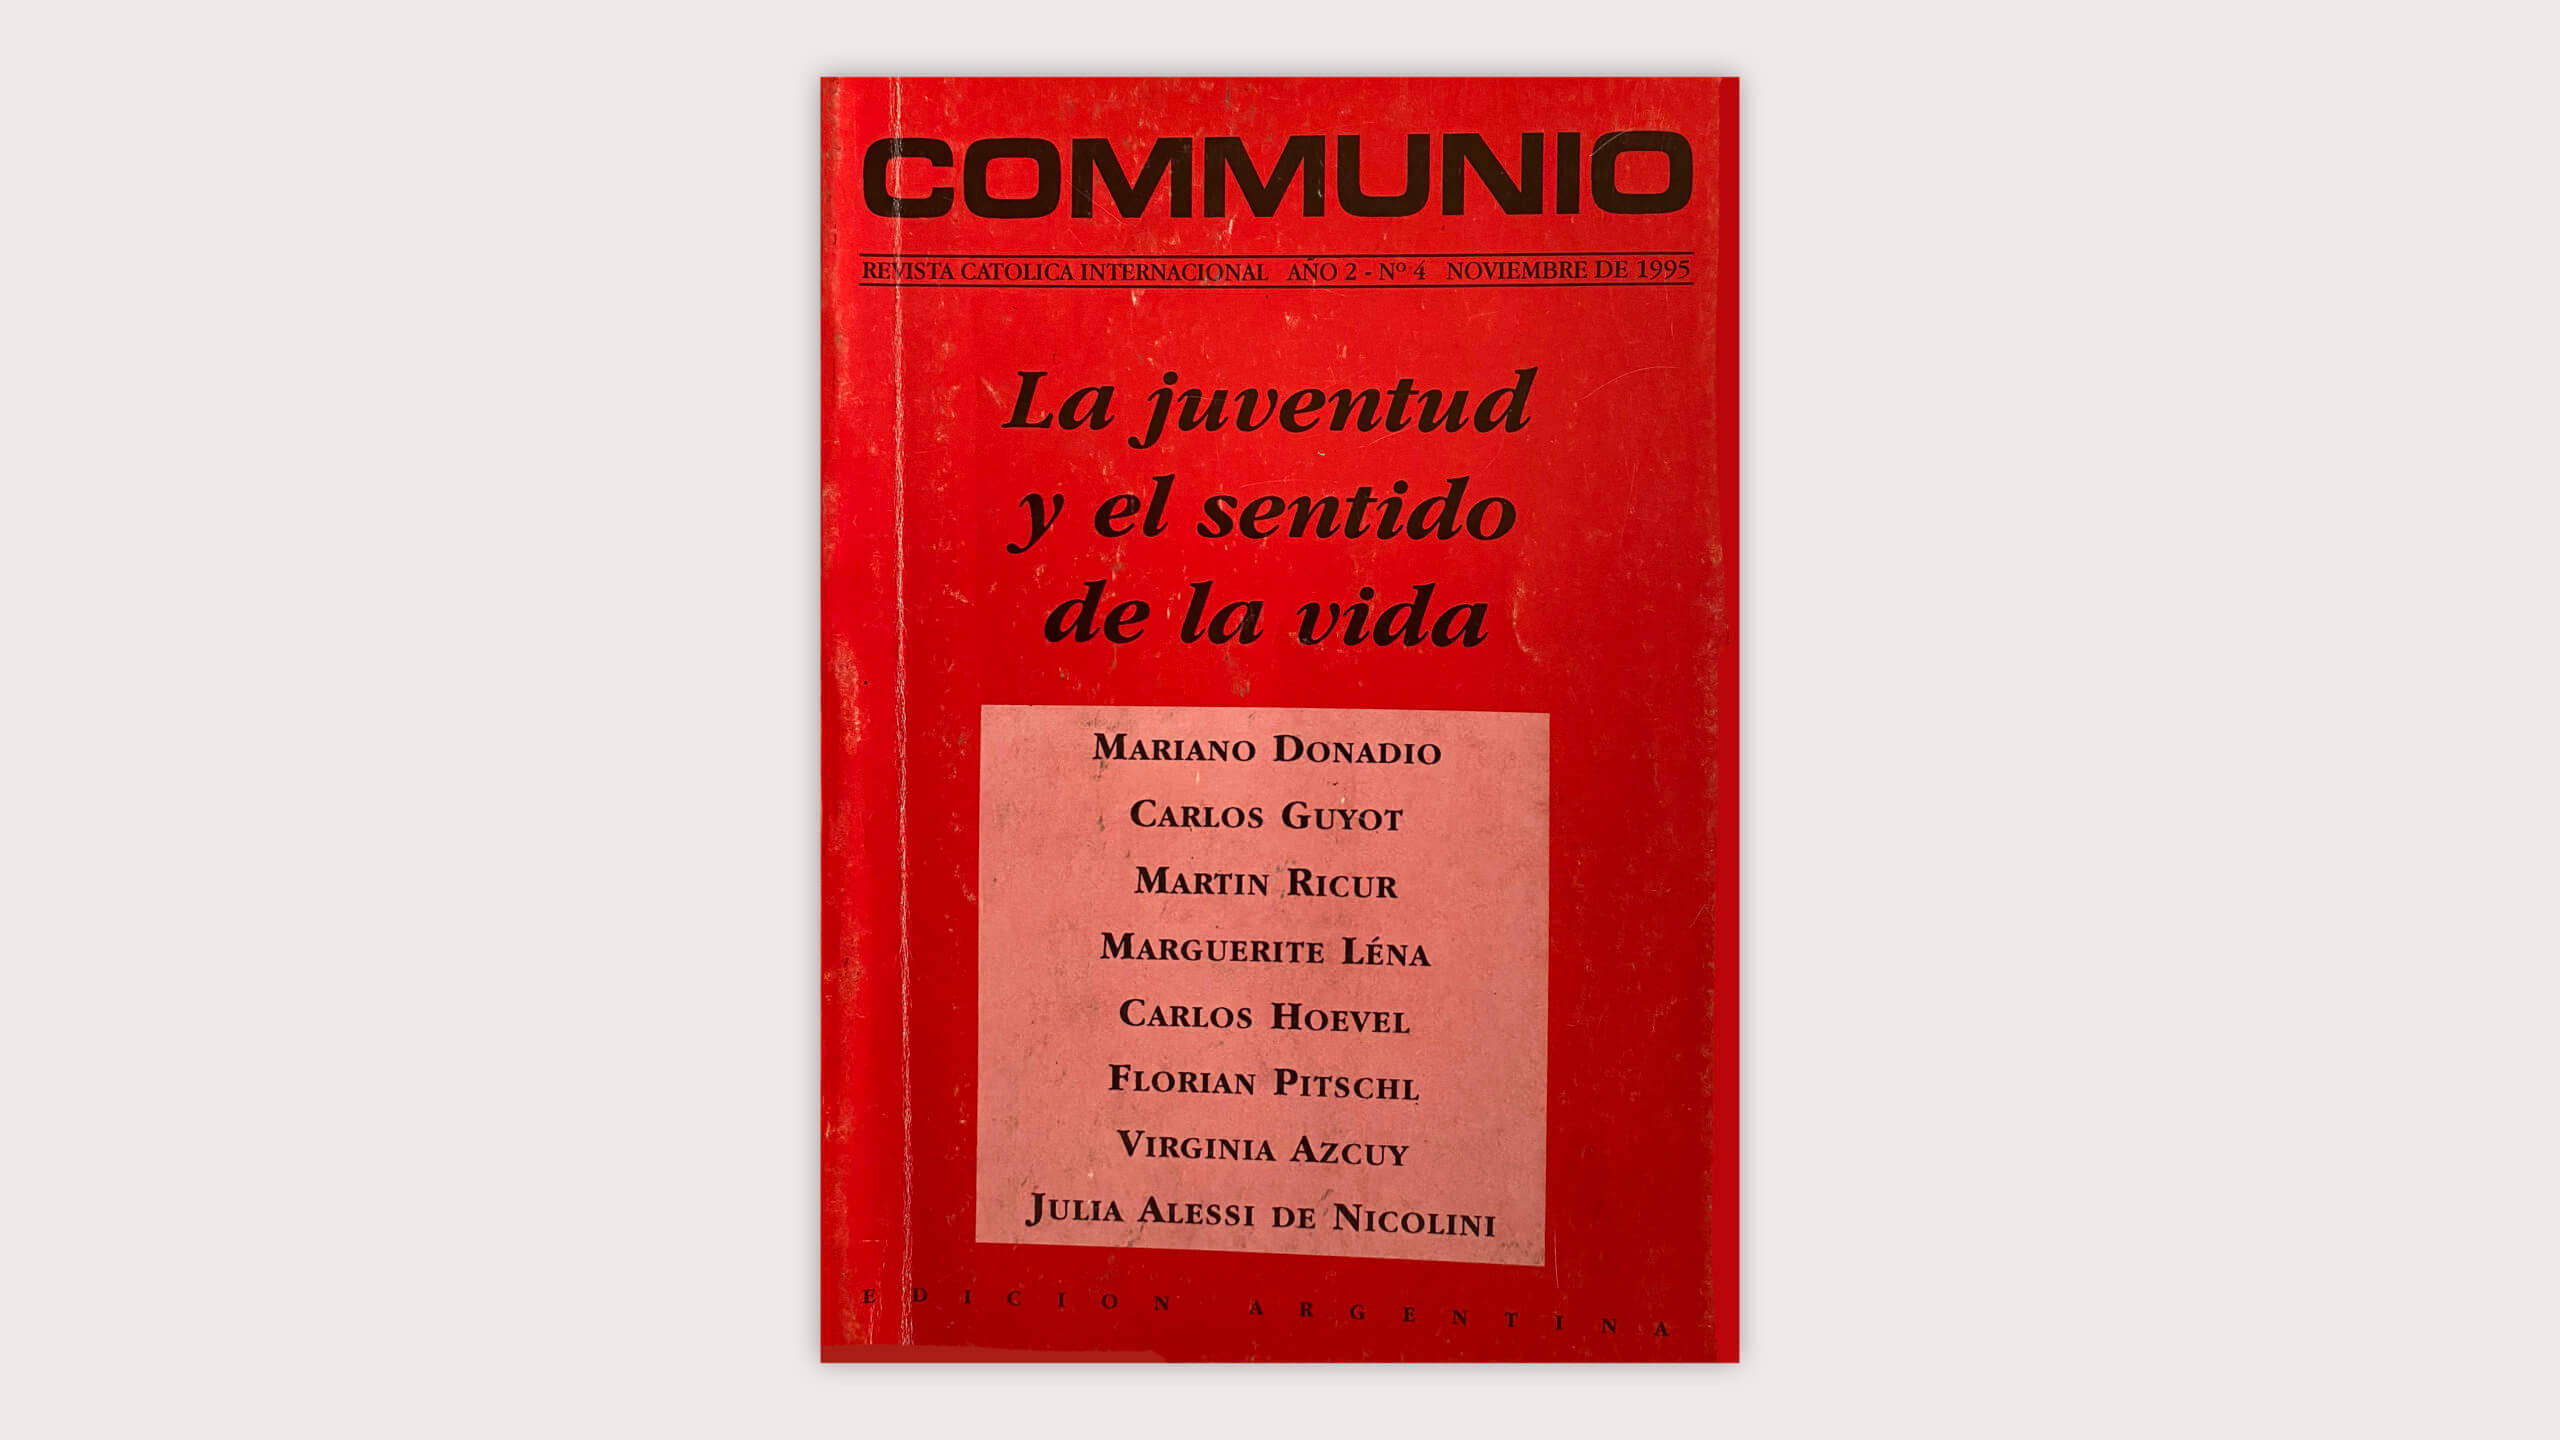 COMMUNIO
REVISTA CATOLICA INTERNACIONAL AÑO 2 - Nº 4 NOVIEMBRE DE 1995
La juventud
y el sentido
de la vida
MARIANO DONADIO
CARLOS GUYOT
MARTIN RICUR
MARGUERITE LÉNA
CARLOS HOEVEL
FLORIAN PITSCHL
VIRGINIA AZCUY
JULIA ALESSI DE NICOLINI
EDICION ARGENTINA